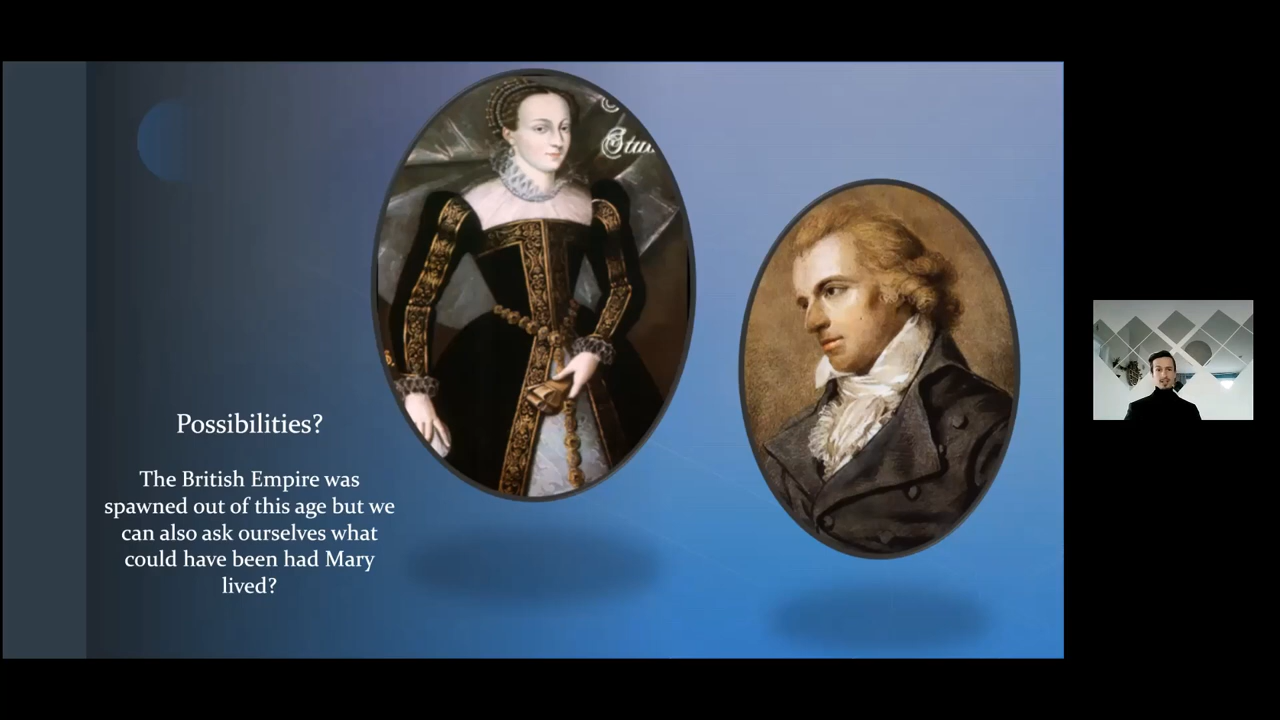 Possibilities?
The British Empire was
spawned out of this age but we
can also ask ourselves what
could have been had Mary
lived?